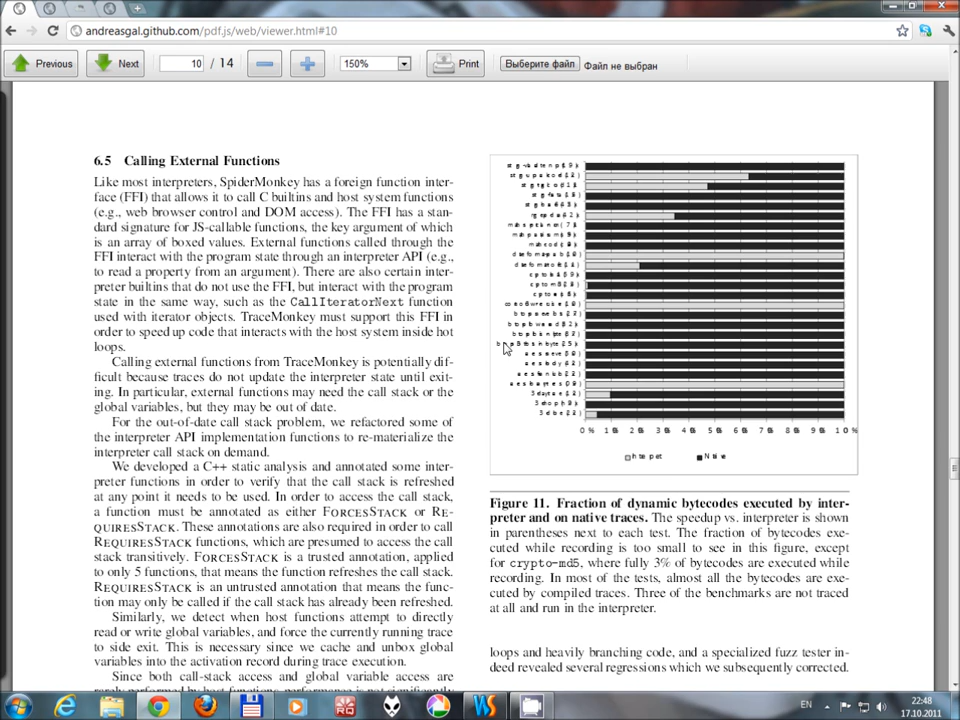 andreasgal.github.com/pdf.js/web/viewer.html#10
Previous
Next
10 / 14
150%
Print
Выберите файл
Файл не выбран
6.5 Calling External Functions
Like most interpreters, SpiderMonkey has a foreign function inter-
face (FFI) that allows it to call C builtins and host system functions
(e.g., web browser control and DOM access). The FFI has a stan-
dard signature for JS-callable functions, the key argument of which
is an array of boxed values. External functions called through the
FFI interact with the program state through an interpreter API (e.g.,
to read a property from an argument). There are also certain inter-
preter builtins that do not use the FFI, but interact with the program
state in the same way, such as the CallIteratorNext function
used with iterator objects. TraceMonkey must support this FFI in
order to speed up code that interacts with the host system inside hot
loops.
Calling external functions from TraceMonkey is potentially dif-
ficult because traces do not update the interpreter state until exit-
ing. In particular, external functions may need the call stack or the
global variables, but they may be out of date.
For the out-of-date call stack problem, we refactored some of
the interpreter API implementation functions to re-materialize the
interpreter call stack on demand.
We developed a C++ static analysis and annotated some inter-
preter functions in order to verify that the call stack is refreshed
at any point it needs to be used. In order to access the call stack,
a function must be annotated as either FORCESSTACK or RE-
QUIRESSTACK. These annotations are also required in order to call
REQUIRESSTACK functions, which are presumed to access the call
stack transitively. FORCESSTACK is a trusted annotation, applied
to only 5 functions, that means the function refreshes the call stack.
REQUIRESSTACK is an untrusted annotation that means the func-
tion may only be called if the call stack has already been refreshed.
Similarly, we detect when host functions attempt to directly
read or write global variables, and force the currently running trace
to side exit. This is necessary since we cache and unbox global
variables into the activation record during trace execution.
Since both call-stack access and global variable access are
rarely performed by host functions, performance is not significantly
Figure 11. Fraction of dynamic bytecodes executed by inter-
preter and on native traces. The speedup vs. interpreter is shown
in parentheses next to each test. The fraction of bytecodes exe-
cuted while recording is too small to see in this figure, except
for crypto-md5, where fully 3% of bytecodes are executed while
recording. In most of the tests, almost all the bytecodes are exe-
cuted by compiled traces. Three of the benchmarks are not traced
at all and run in the interpreter.
loops and heavily branching code, and a specialized fuzz tester in-
deed revealed several regressions which we subsequently corrected.
EN
22:48
17.10.2011